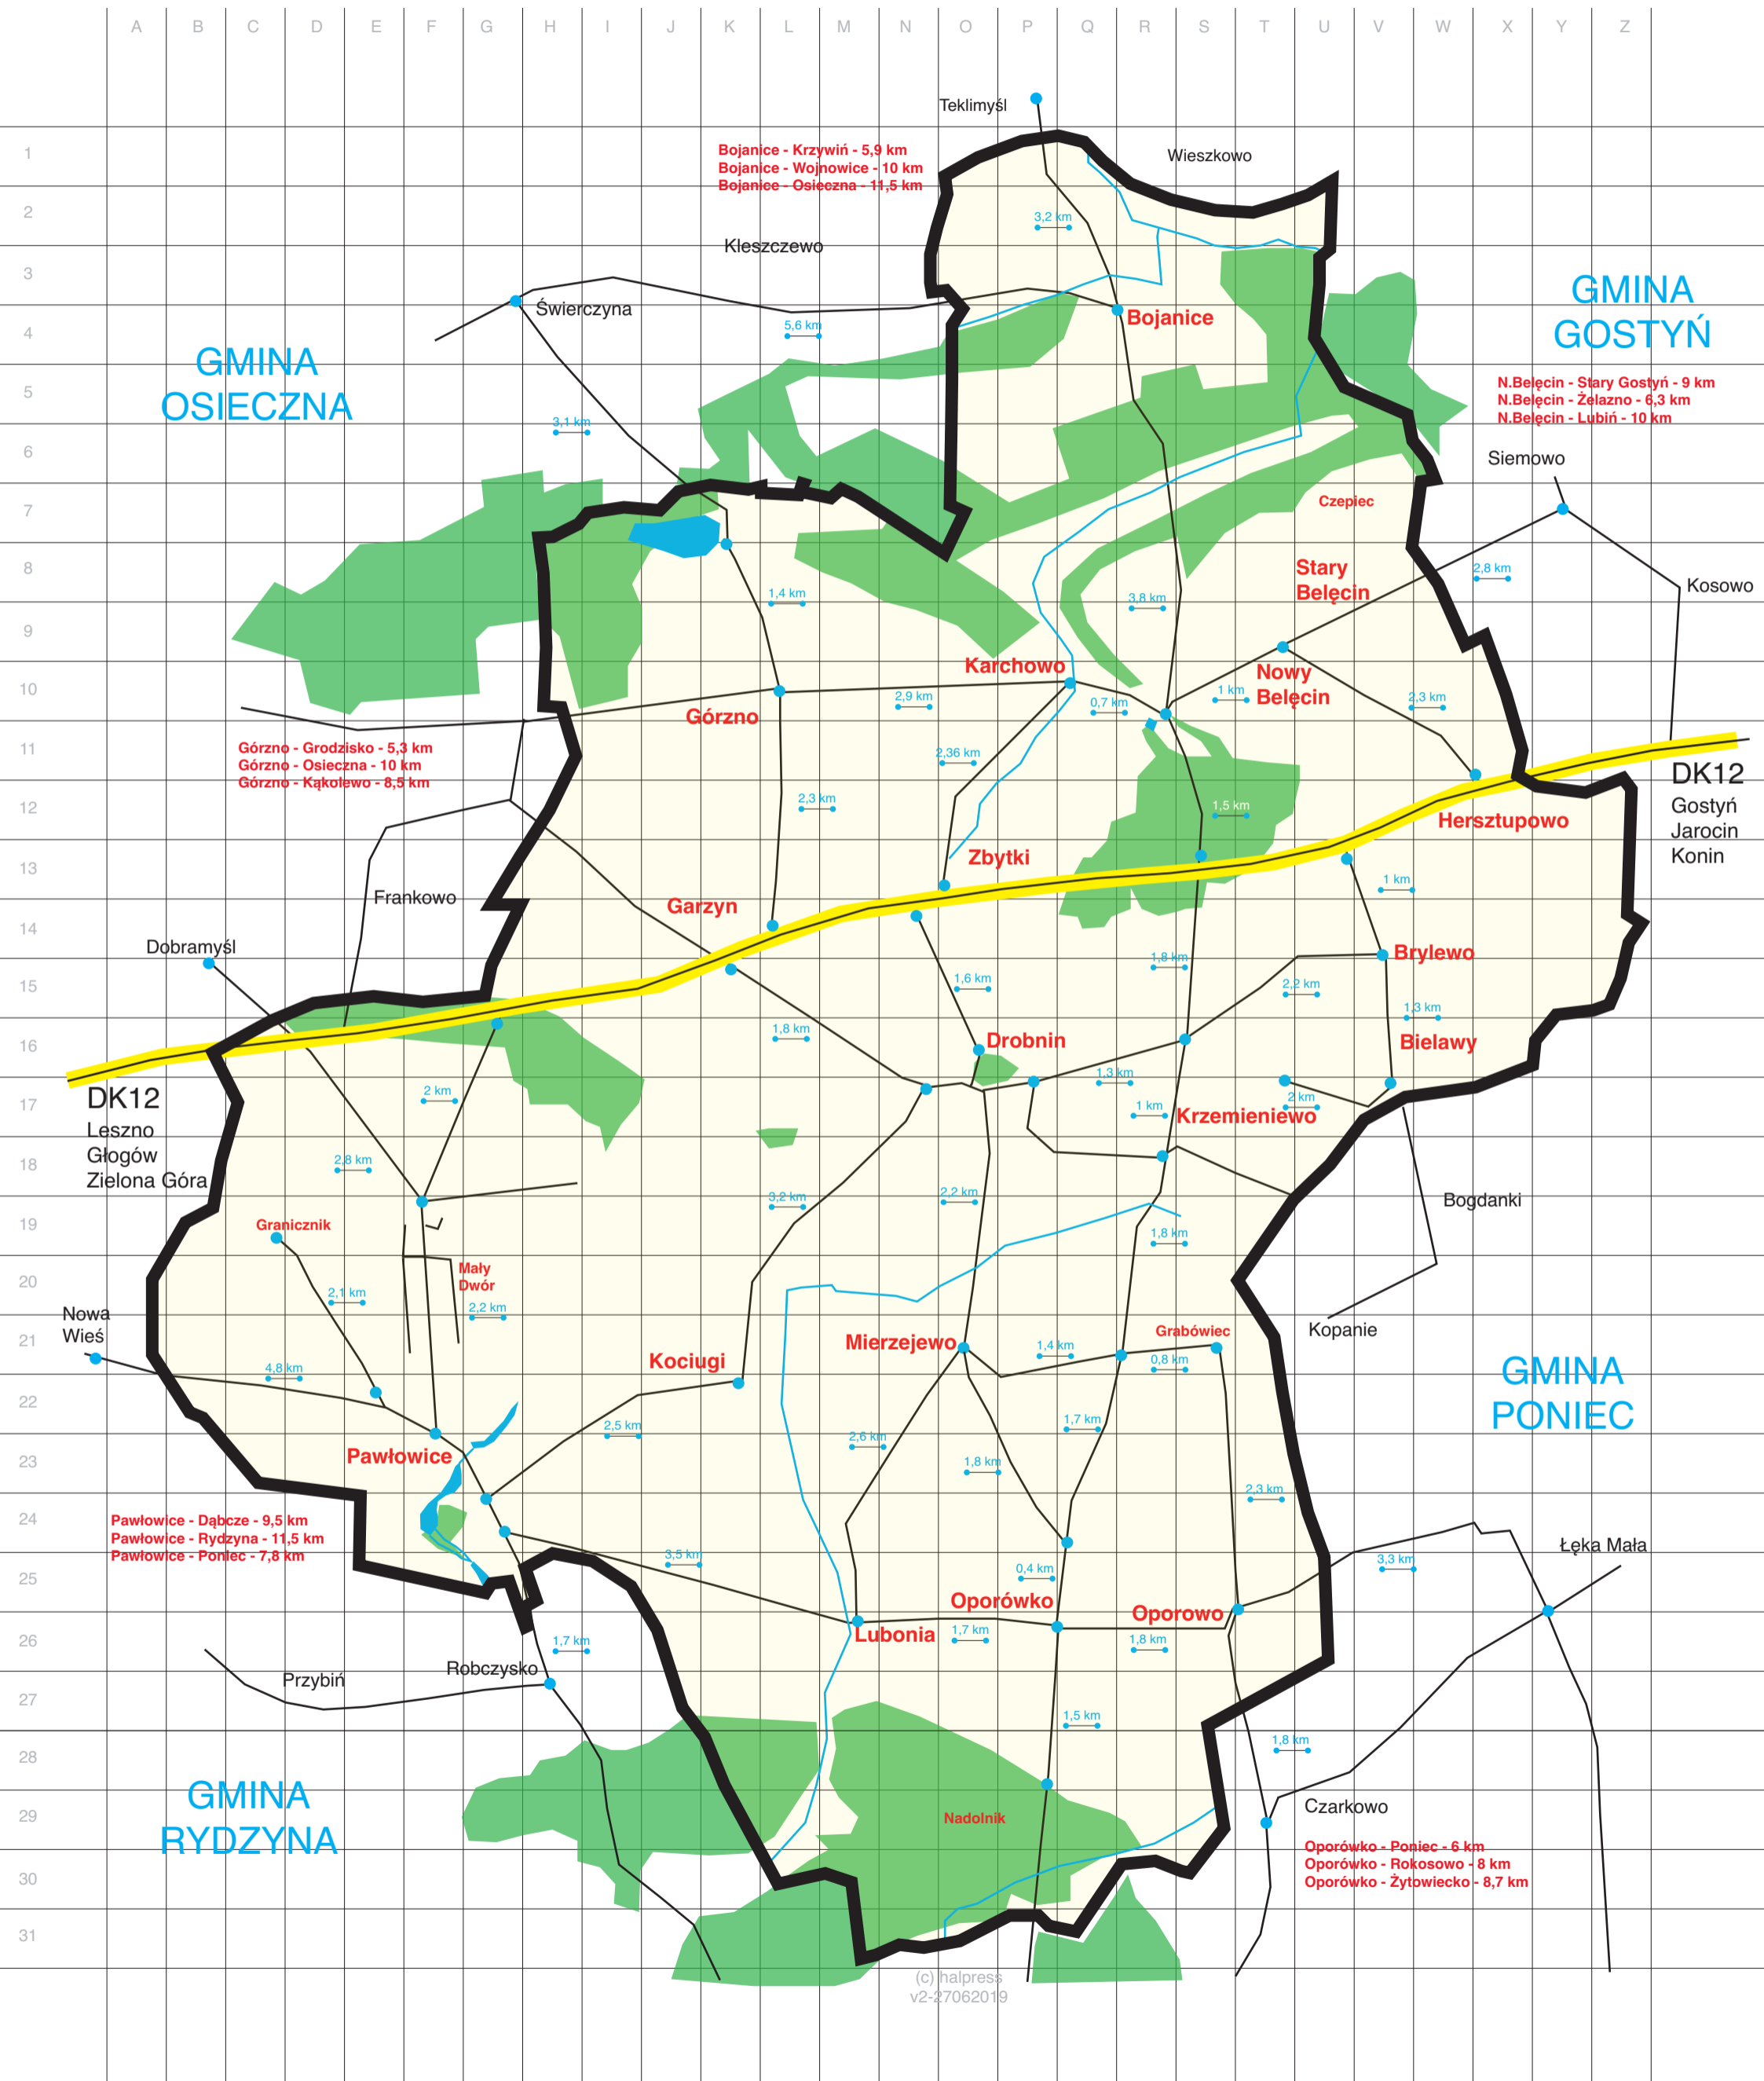 A B C D E F G H I J K L M N O P Q R S T U V W X Y Z
Teklimyśl
1
Bojanice - Krzywiń - 5,9 km
Bojanice - Wojnowice - 10 km
Bojanice - Osieczna - 11,5 km
Wieszkowo
2
3,2 km
Kleszczewo
3
Świerczyna
GMINA
GOSTYŃ
Bojanice
4
5,6 km
GMINA
OSIECZNA
5
N.Belęcin - Stary Gostyń - 9 km
N.Belęcin - Żelazno - 6,3 km
N.Belęcin - Lubiń - 10 km
3,1 km
6
Siemowo
7
Czepiec
8
Stary
Belęcin
2,8 km
Kosowo
1,4 km
3,8 km
9
Karchowo
Nowy
Belęcin
10
2,9 km
0,7 km
1 km
2,3 km
Górzno
11
Górzno - Grodzisko - 5,3 km
Górzno - Osieczna - 10 km
Górzno - Kąkolewo - 8,5 km
2,36 km
DK12
Gostyń
Jarocin
Konin
12
2,3 km
1,5 km
Hersztupowo
Zbytki
13
1 km
Frankowo
Garzyn
14
Dobramyśl
Brylewo
1,8 km
15
1,6 km
2,2 km
1,3 km
16
1,8 km
Drobnin
Bielawy
DK12
Leszno
Głogów
Zielona Góra
2 km
1,3 km
17
1 km
2 km
Krzemieniewo
18
2,8 km
3,2 km
2,2 km
Bogdanki
19
Granicznik
1,8 km
20
Mały
Dwór
2,1 km
2,2 km
Nowa
Wieś
21
Mierzejewo
1,4 km
Grabówiec
0,8 km
Kopanie
Kociugi
GMINA
PONIEC
4,8 km
22
2,5 km
1,7 km
2,6 km
23
Pawłowice
1,8 km
2,3 km
24
Pawłowice - Dąbcze - 9,5 km
Pawłowice - Rydzyna - 11,5 km
Pawłowice - Poniec - 7,8 km
Łęka Mała
3,5 km
3,3 km
25
0,4 km
Oporówko
Oporowo
26
Lubonia
1,7 km
1,8 km
1,7 km
Robczysko
Przybiń
27
1,5 km
28
1,8 km
GMINA
RYDZYNA
29
Nadolnik
Czarkowo
30
Oporówko - Poniec - 6 km
Oporówko - Rokosowo - 8 km
Oporówko - Żytowiecko - 8,7 km
31
(c) halpress
v2-27062019